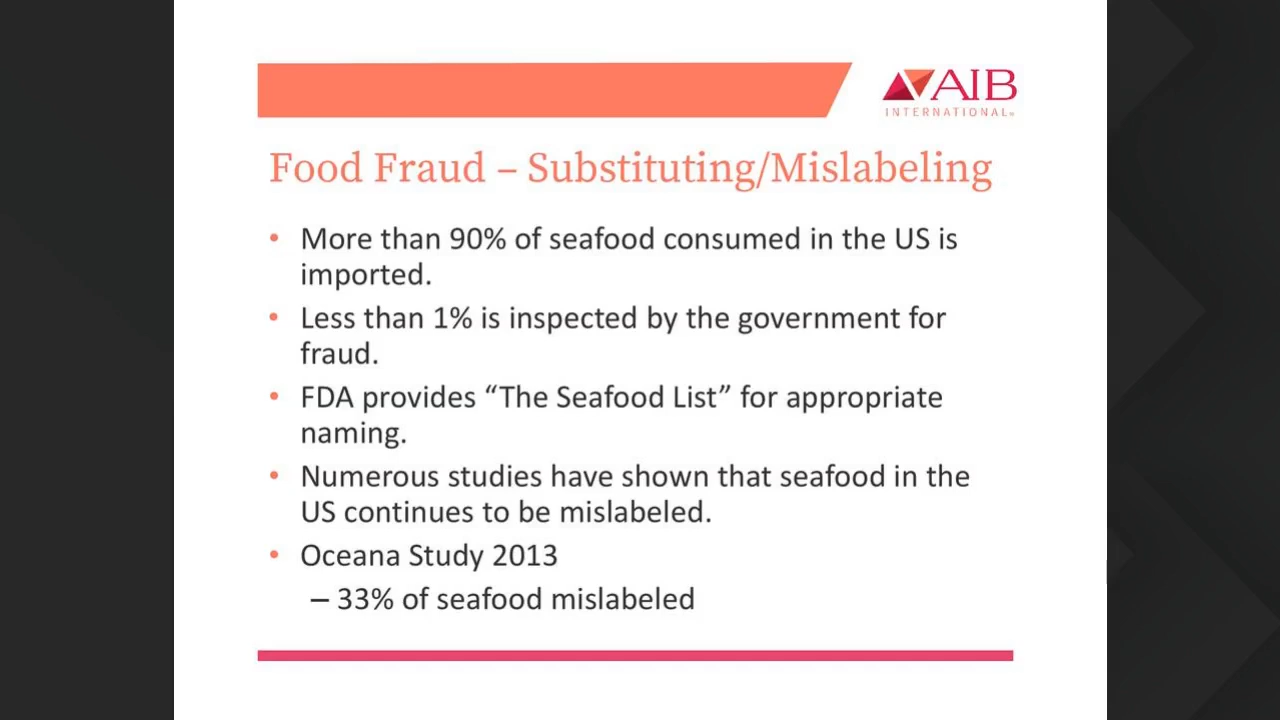 AIB
INTERNATIONAL®
Food Fraud – Substituting/Mislabeling
• More than 90% of seafood consumed in the US is
imported.
• Less than 1% is inspected by the government for
fraud.
• FDA provides “The Seafood List” for appropriate
naming.
• Numerous studies have shown that seafood in the
US continues to be mislabeled.
• Oceana Study 2013
– 33% of seafood mislabeled